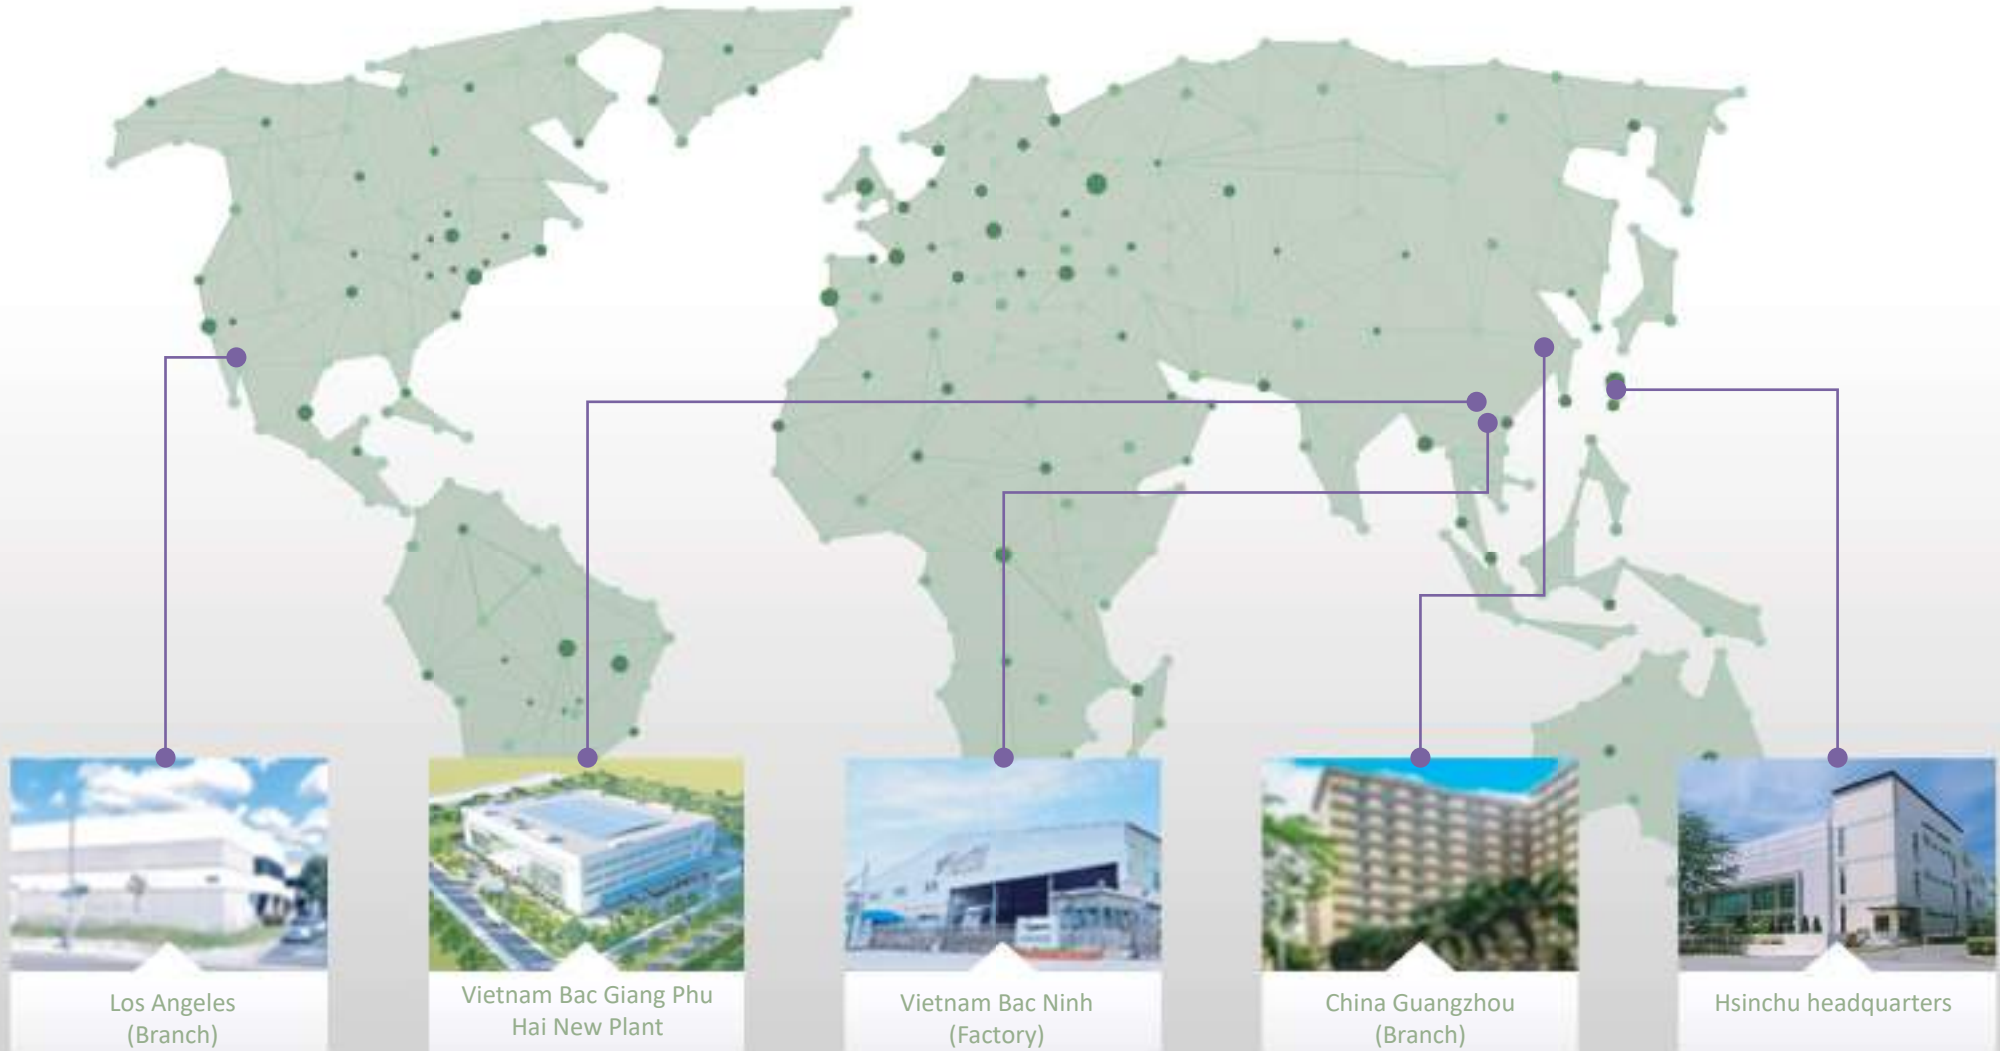 Los Angeles
(Branch)
Vietnam Bac Giang Phu
Hai New Plant
Vietnam Bac Ninh
(Factory)
China Guangzhou
(Branch)
Hsinchu headquarters